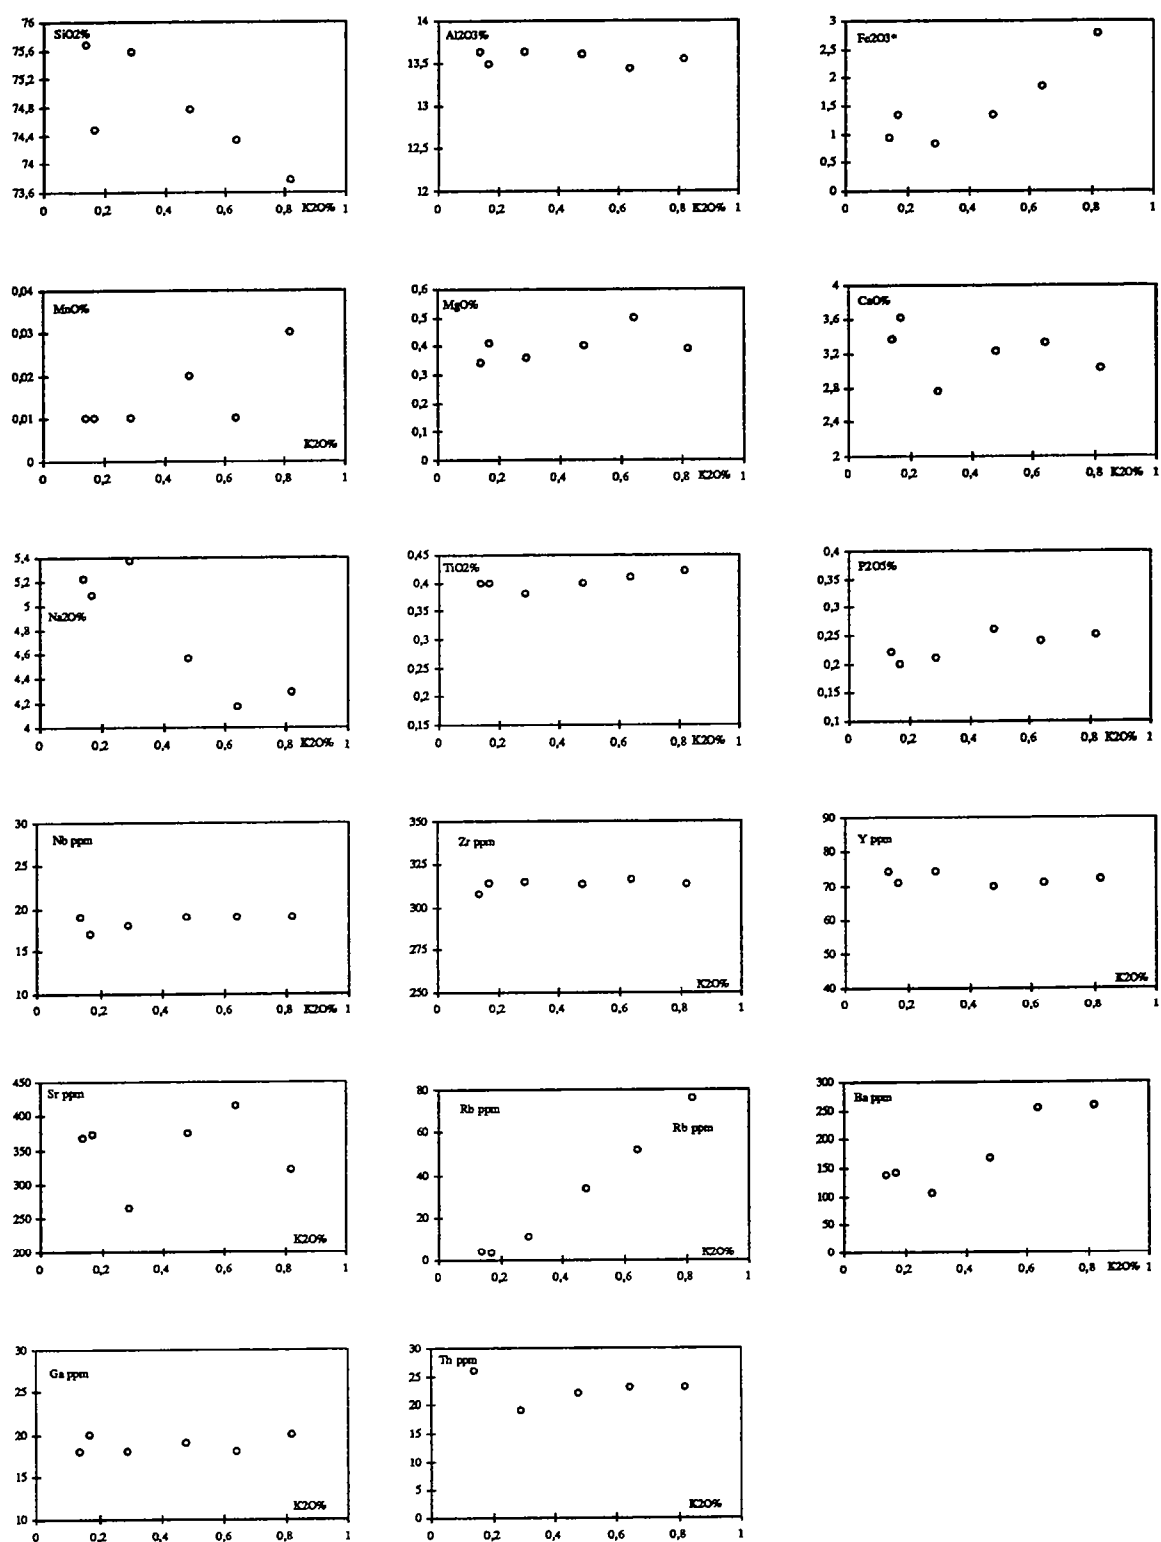 SiO2%
76
75,6
75,2
74,8
74,4
74
73,6
0 0,2 0,4 0,6 0,8 K2O% 1
Al2O3%
14
13,5
13
12,5
12
0 0,2 0,4 0,6 0,8 K2O% 1
Fe2O3*
3
2,5
2
1,5
1
0,5
0
0 0,2 0,4 0,6 0,8 K2O% 1
MnO%
0,04
0,03
0,02
0,01
0
K2O%
0 0,2 0,4 0,6 0,8 1
MgO%
0,6
0,5
0,4
0,3
0,2
0,1
0
0 0,2 0,4 0,6 0,8 K2O% 1
CaO%
4
3,6
3,2
2,8
2,4
2
0 0,2 0,4 0,6 0,8 K2O% 1
5,4
5,2
5
Na2O%
4,8
4,6
4,4
4,2
4
0 0,2 0,4 0,6 0,8 K2O% 1
0,45
TiO2%
0,4
0,35
0,3
0,25
0,2
0,15
0 0,2 0,4 0,6 0,8 K2O% 1
0,4
P2O5%
0,35
0,3
0,25
0,2
0,15
0,1
0 0,2 0,4 0,6 0,8 K2O% 1
30
Nb ppm
25
20
15
10
0 0,2 0,4 0,6 0,8 K2O% 1
350
Zr ppm
325
300
275
250
K2O%
0 0,2 0,4 0,6 0,8 1
90
Y ppm
80
70
60
50
40
K2O%
0 0,2 0,4 0,6 0,8 1
450
Sr ppm
400
350
300
250
200
K2O%
0 0,2 0,4 0,6 0,8 1
80
Rb ppm
Rb ppm
60
40
20
0
K2O%
0 0,2 0,4 0,6 0,8 1
300
Ba ppm
250
200
150
100
50
0
0 0,2 0,4 0,6 0,8 K2O% 1
30
Ga ppm
25
20
15
10
K2O%
0 0,2 0,4 0,6 0,8 1
30
Th ppm
25
20
15
10
5
0
K2O%
0 0,2 0,4 0,6 0,8 1